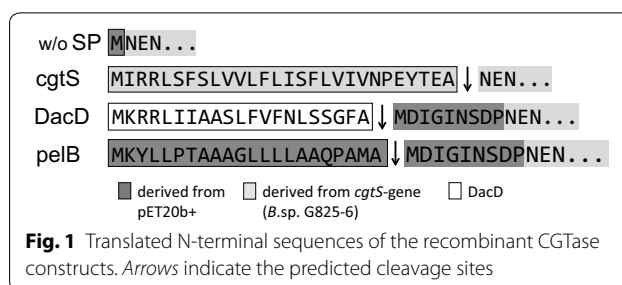 w/o SP MNEN...
cgtS MIRRLSFSLVVLFLISFLVIVNPEYTEA↓NEN...
DacD MKRRLIIAASLFVFNLSSGFA↓MDIGINSDPNEN...
pelB MKYLLPTAAAGLLLLAAQPAMA↓MDIGINSDPNEN...
derived from pET20b+
derived from cgtS-gene (B.sp. G825-6)
DacD
Fig. 1 Translated N-terminal sequences of the recombinant CGTase
constructs. Arrows indicate the predicted cleavage sites